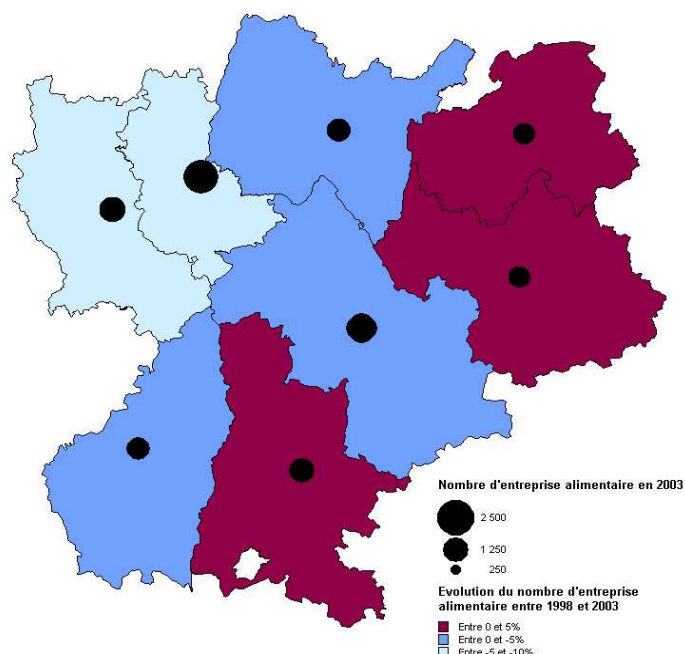 Nombre d'entreprise alimentaire en 2003
2 500
1 250
250
Evolution du nombre d'entreprise
alimentaire entre 1998 et 2003
Entre 0 et 5%
Entre 0 et -5%
Entre -5 et -10%